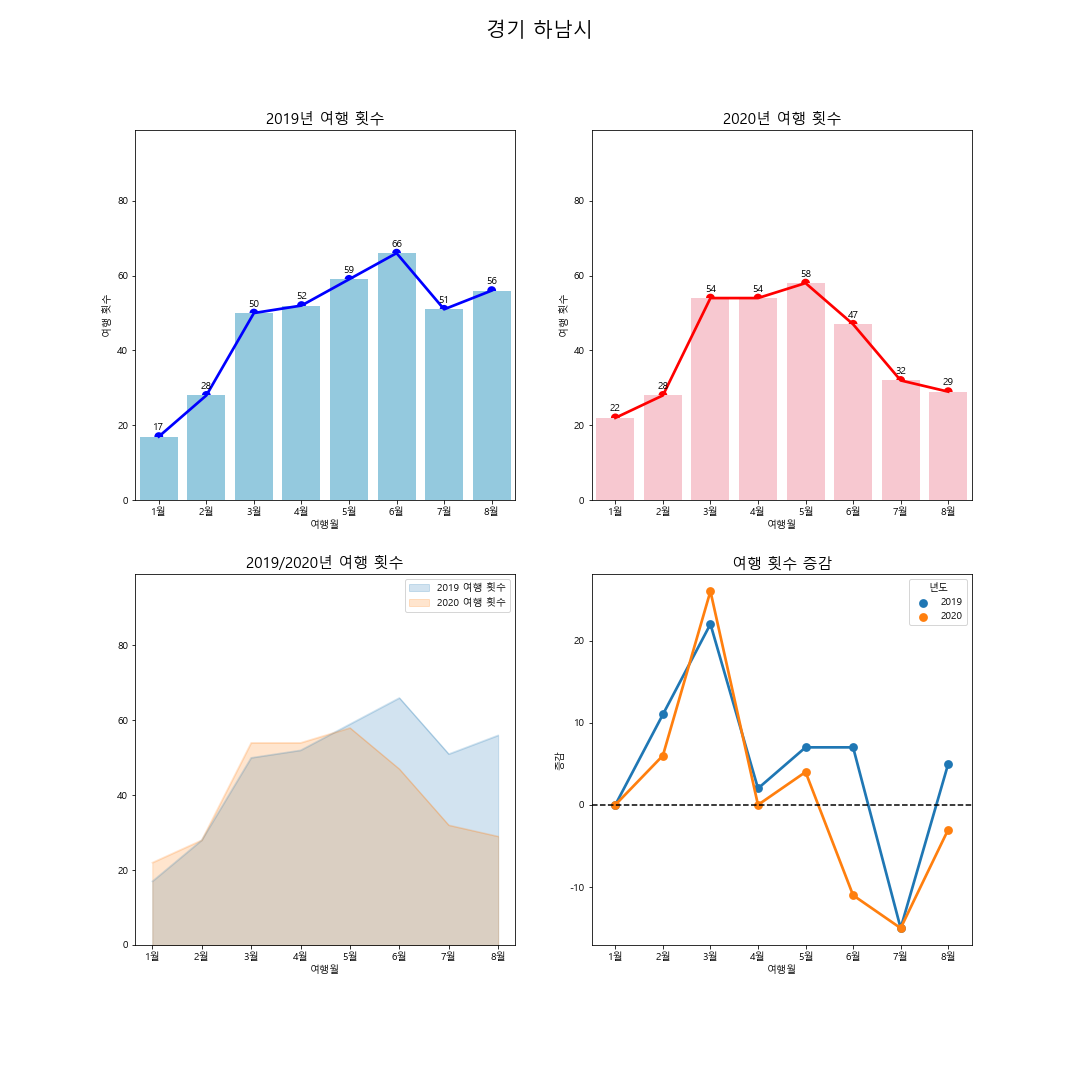 경기 하남시
2019년 여행 횟수
여행 횟수
80
60
40
20
0
17
28
50
52
59
66
51
56
1월 2월 3월 4월 5월 6월 7월 8월
여행월
2020년 여행 횟수
여행 횟수
80
60
40
20
0
22
28
54
54
58
47
32
29
1월 2월 3월 4월 5월 6월 7월 8월
여행월
2019/2020년 여행 횟수
2019 여행 횟수
2020 여행 횟수
80
60
40
20
0
1월 2월 3월 4월 5월 6월 7월 8월
여행월
여행 횟수 증감
년도
2019
2020
증감
20
10
0
-10
1월 2월 3월 4월 5월 6월 7월 8월
여행월